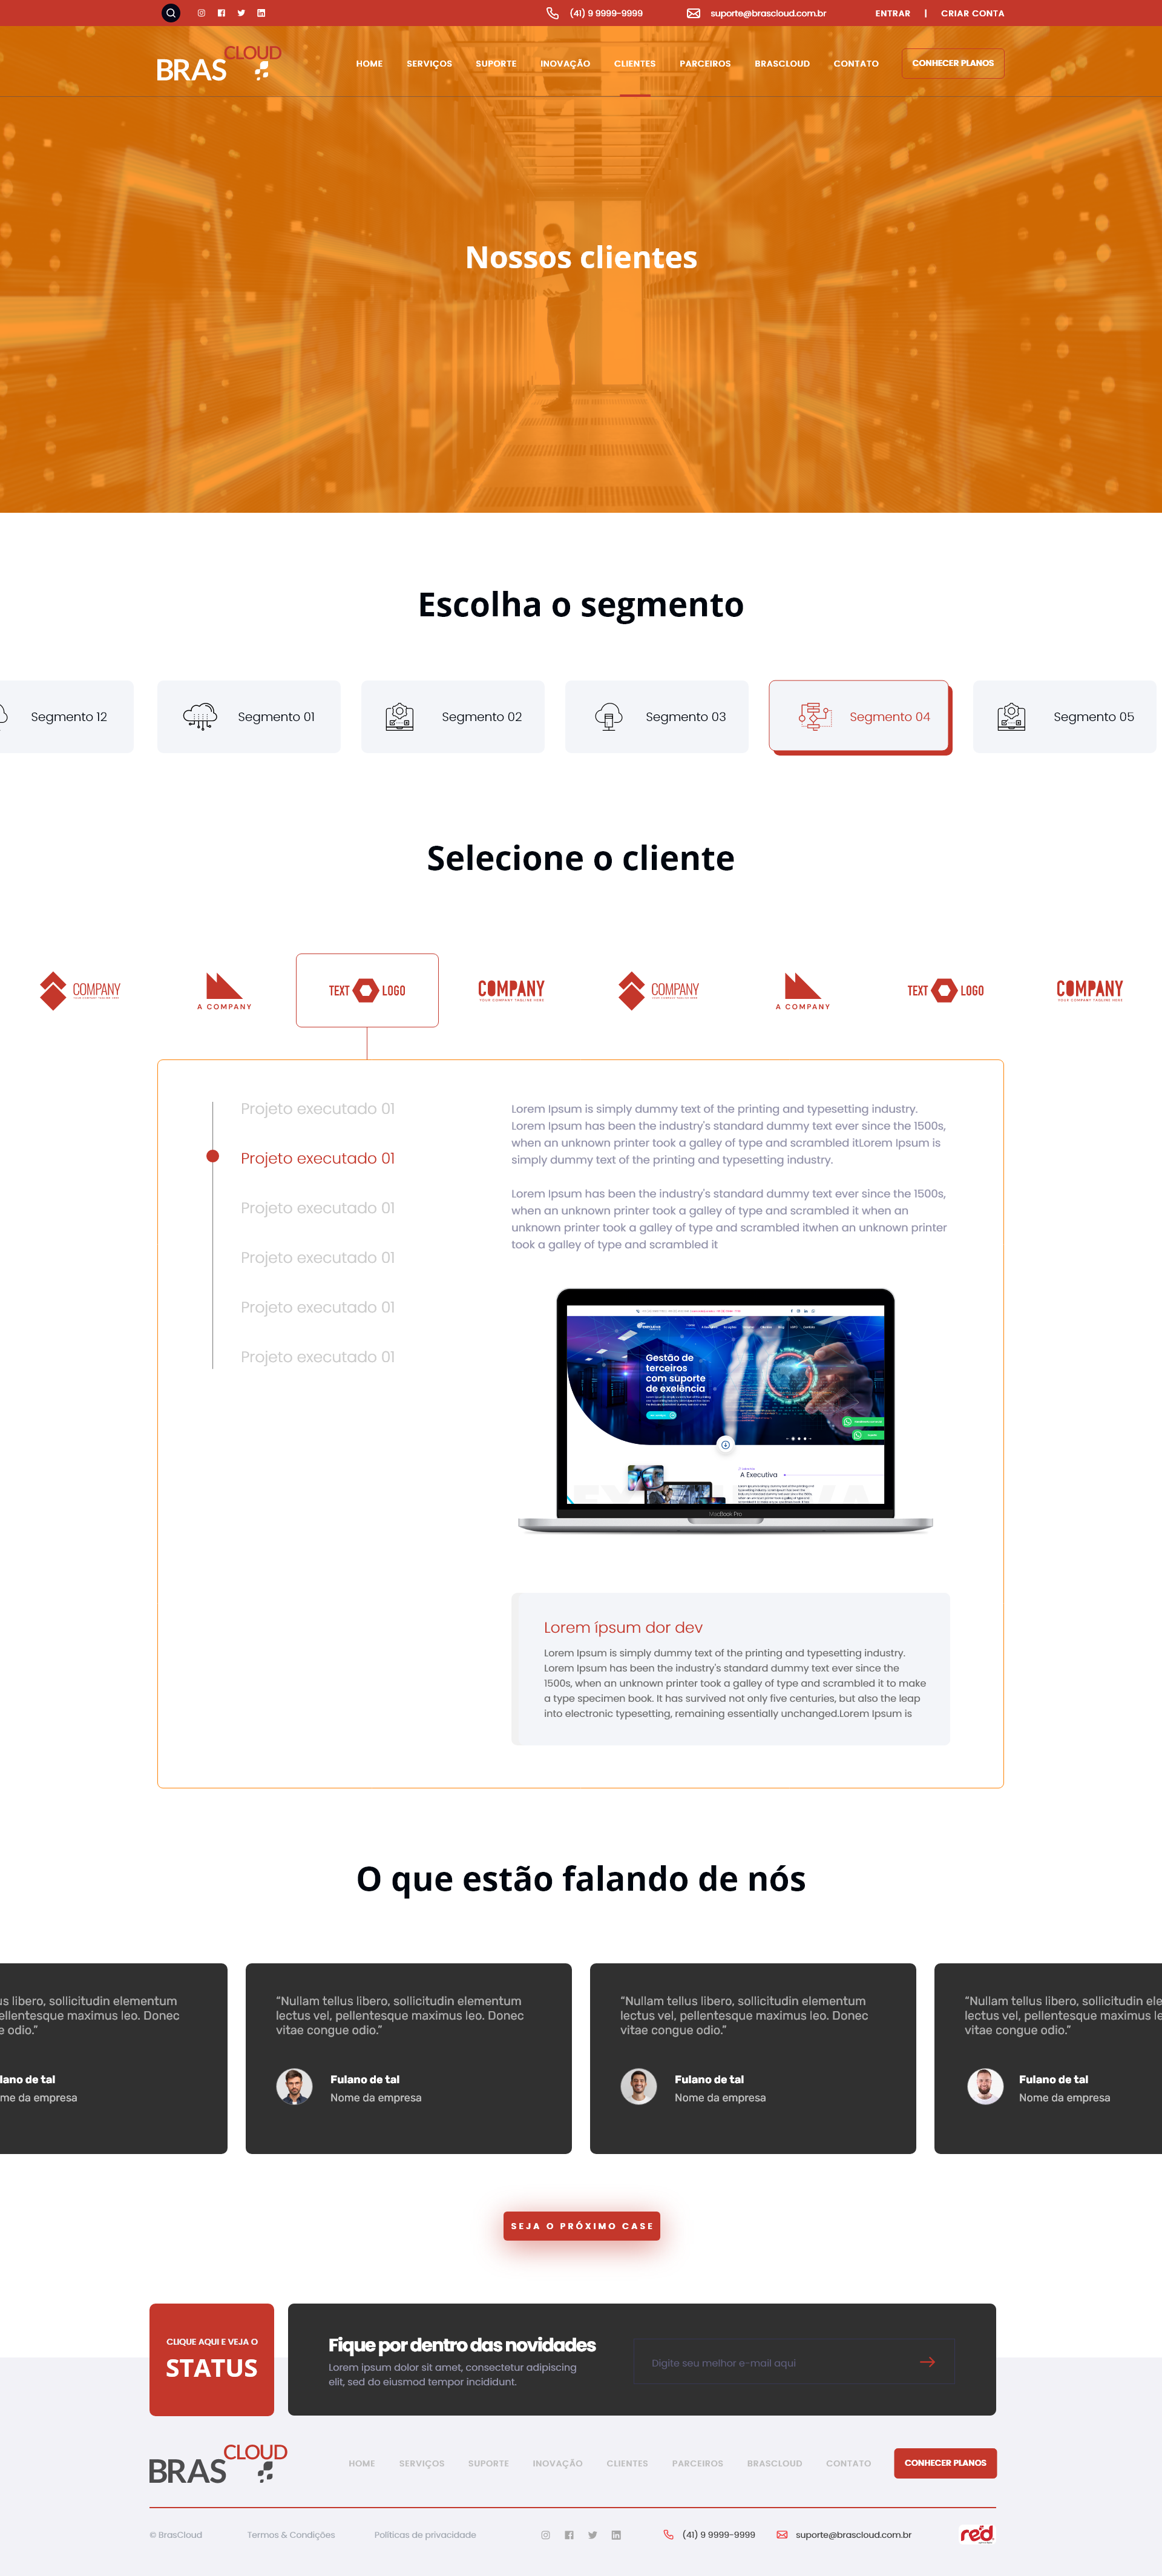 (41) 9 9999-9999
suporte@brascloud.com.br
ENTRAR | CRIAR CONTA
BRAS CLOUD
HOME SERVIÇOS SUPORTE INOVAÇÃO CLIENTES PARCEIROS BRASCLOUD CONTATO CONHECER PLANOS
Nossos clientes
Escolha o segmento
Segmento 12 Segmento 01 Segmento 02 Segmento 03 Segmento 04 Segmento 05
Selecione o cliente
COMPANY
YOUR COMPANY TAGLINE HERE
A COMPANY
TEXT LOGO
COMPANY
YOUR COMPANY TAGLINE HERE
COMPANY
YOUR COMPANY TAGLINE HERE
A COMPANY
TEXT LOGO
COMPANY
YOUR COMPANY TAGLINE HERE
Projeto executado 01
Projeto executado 01
Projeto executado 01
Projeto executado 01
Projeto executado 01
Projeto executado 01
Lorem Ipsum is simply dummy text of the printing and typesetting industry.
Lorem Ipsum has been the industry's standard dummy text ever since the 1500s,
when an unknown printer took a galley of type and scrambled itLorem Ipsum is
simply dummy text of the printing and typesetting industry.
Lorem Ipsum has been the industry's standard dummy text ever since the 1500s,
when an unknown printer took a galley of type and scrambled it when an
unknown printer took a galley of type and scrambled itwhen an unknown printer
took a galley of type and scrambled it
Gestão de
terceiros
com suporte
de exelência
A Executiva
MacBook Pro
Lorem ípsum dor dev
Lorem Ipsum is simply dummy text of the printing and typesetting industry.
Lorem Ipsum has been the industry's standard dummy text ever since the
1500s, when an unknown printer took a galley of type and scrambled it to make
a type specimen book. It has survived not only five centuries, but also the leap
into electronic typesetting, remaining essentially unchanged.Lorem Ipsum is
O que estão falando de nós
us libero, sollicitudin elementum
ellentesque maximus leo. Donec
e odio.”
lano de tal
me da empresa
“Nullam tellus libero, sollicitudin elementum
lectus vel, pellentesque maximus leo. Donec
vitae congue odio.”
Fulano de tal
Nome da empresa
“Nullam tellus libero, sollicitudin elementum
lectus vel, pellentesque maximus leo. Donec
vitae congue odio.”
Fulano de tal
Nome da empresa
“Nullam tellus libero, sollicitudin ele
lectus vel, pellentesque maximus le
vitae congue odio.”
Fulano de tal
Nome da empresa
SEJA O PRÓXIMO CASE
CLIQUE AQUI E VEJA O
STATUS
Fique por dentro das novidades
Lorem ipsum dolor sit amet, consectetur adipiscing
elit, sed do eiusmod tempor incididunt.
Digite seu melhor e-mail aqui
BRAS CLOUD
HOME SERVIÇOS SUPORTE INOVAÇÃO CLIENTES PARCEIROS BRASCLOUD CONTATO CONHECER PLANOS
© BrasCloud Termos & Condições Políticas de privacidade
(41) 9 9999-9999 suporte@brascloud.com.br
red